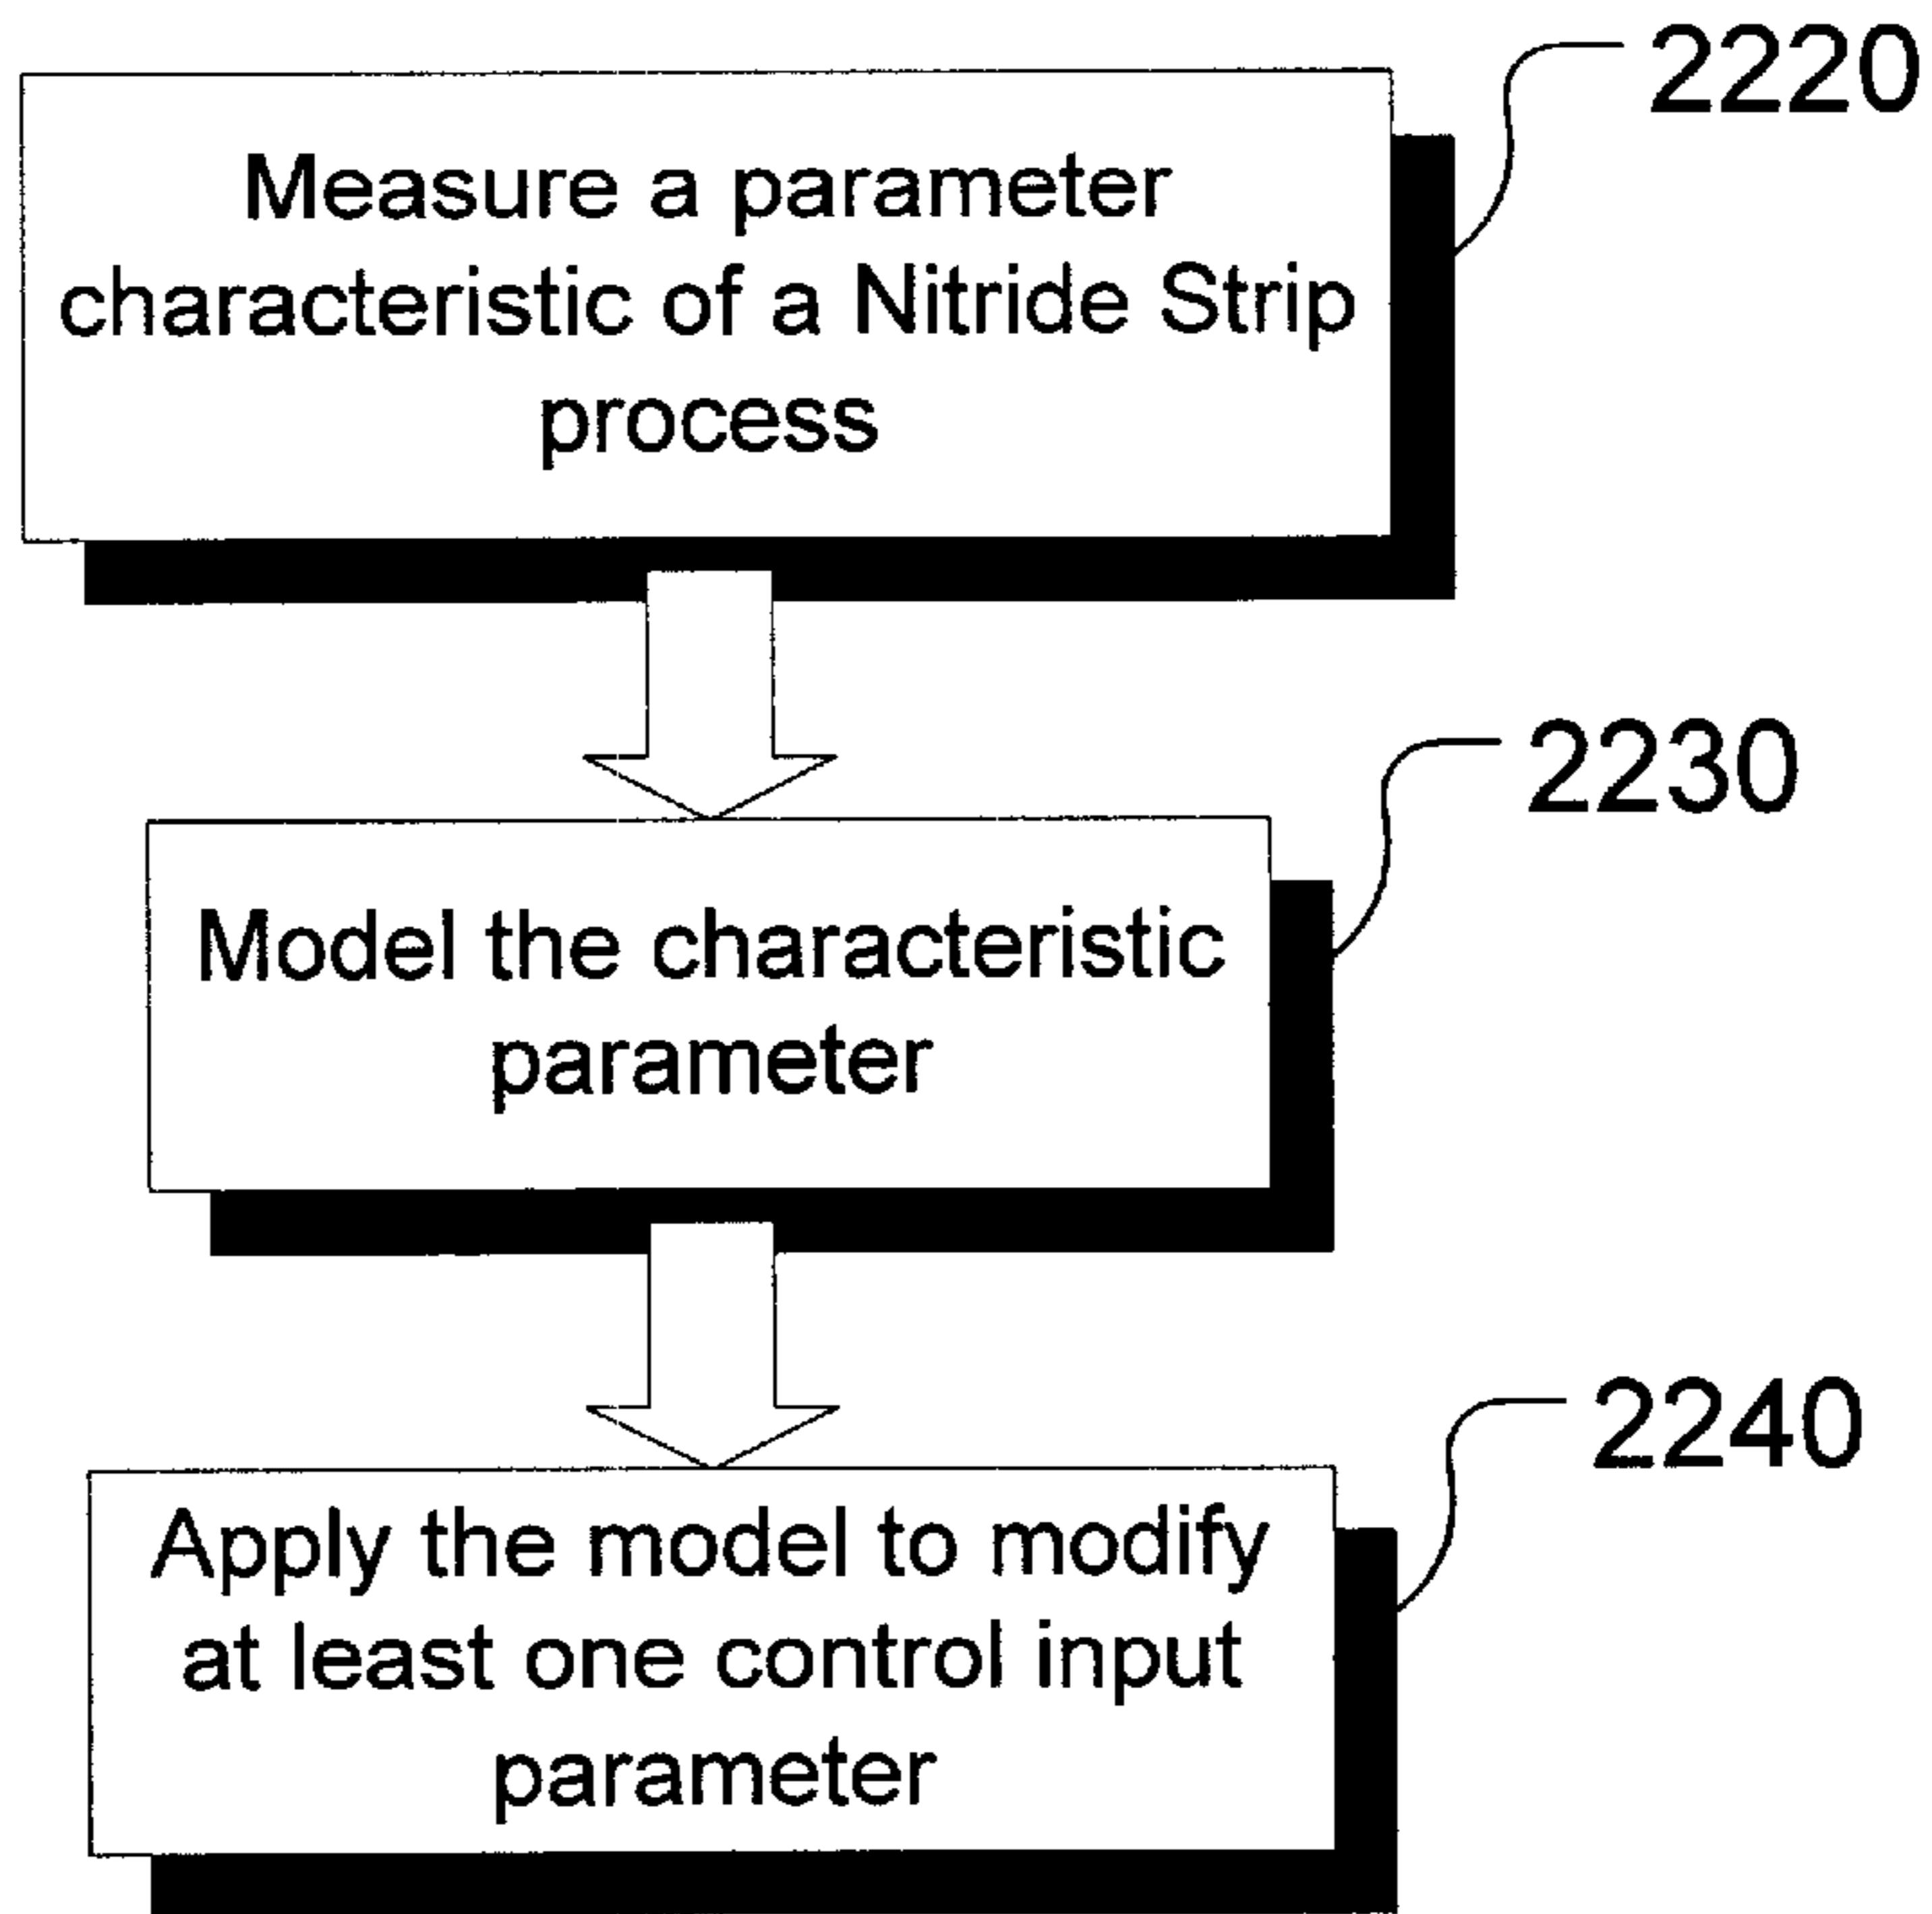 2220
Measure a parameter
characteristic of a Nitride Strip
process
2230
Model the characteristic
parameter
2240
Apply the model to modify
at least one control input
parameter